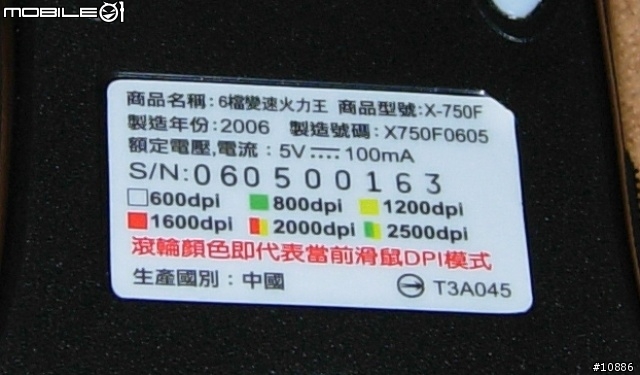 MOBILE01
商品名稱:6檔變速火力王 商品型號:X-750F
製造年份:2006 製造號碼:X750F0605
額定電壓,電流:5V⎓100mA
S/N:060500163
600dpi 800dpi 1200dpi
1600dpi 2000dpi 2500dpi
滾輪顏色即代表當前滑鼠DPI模式
生產國別:中國 T3A045
#10886